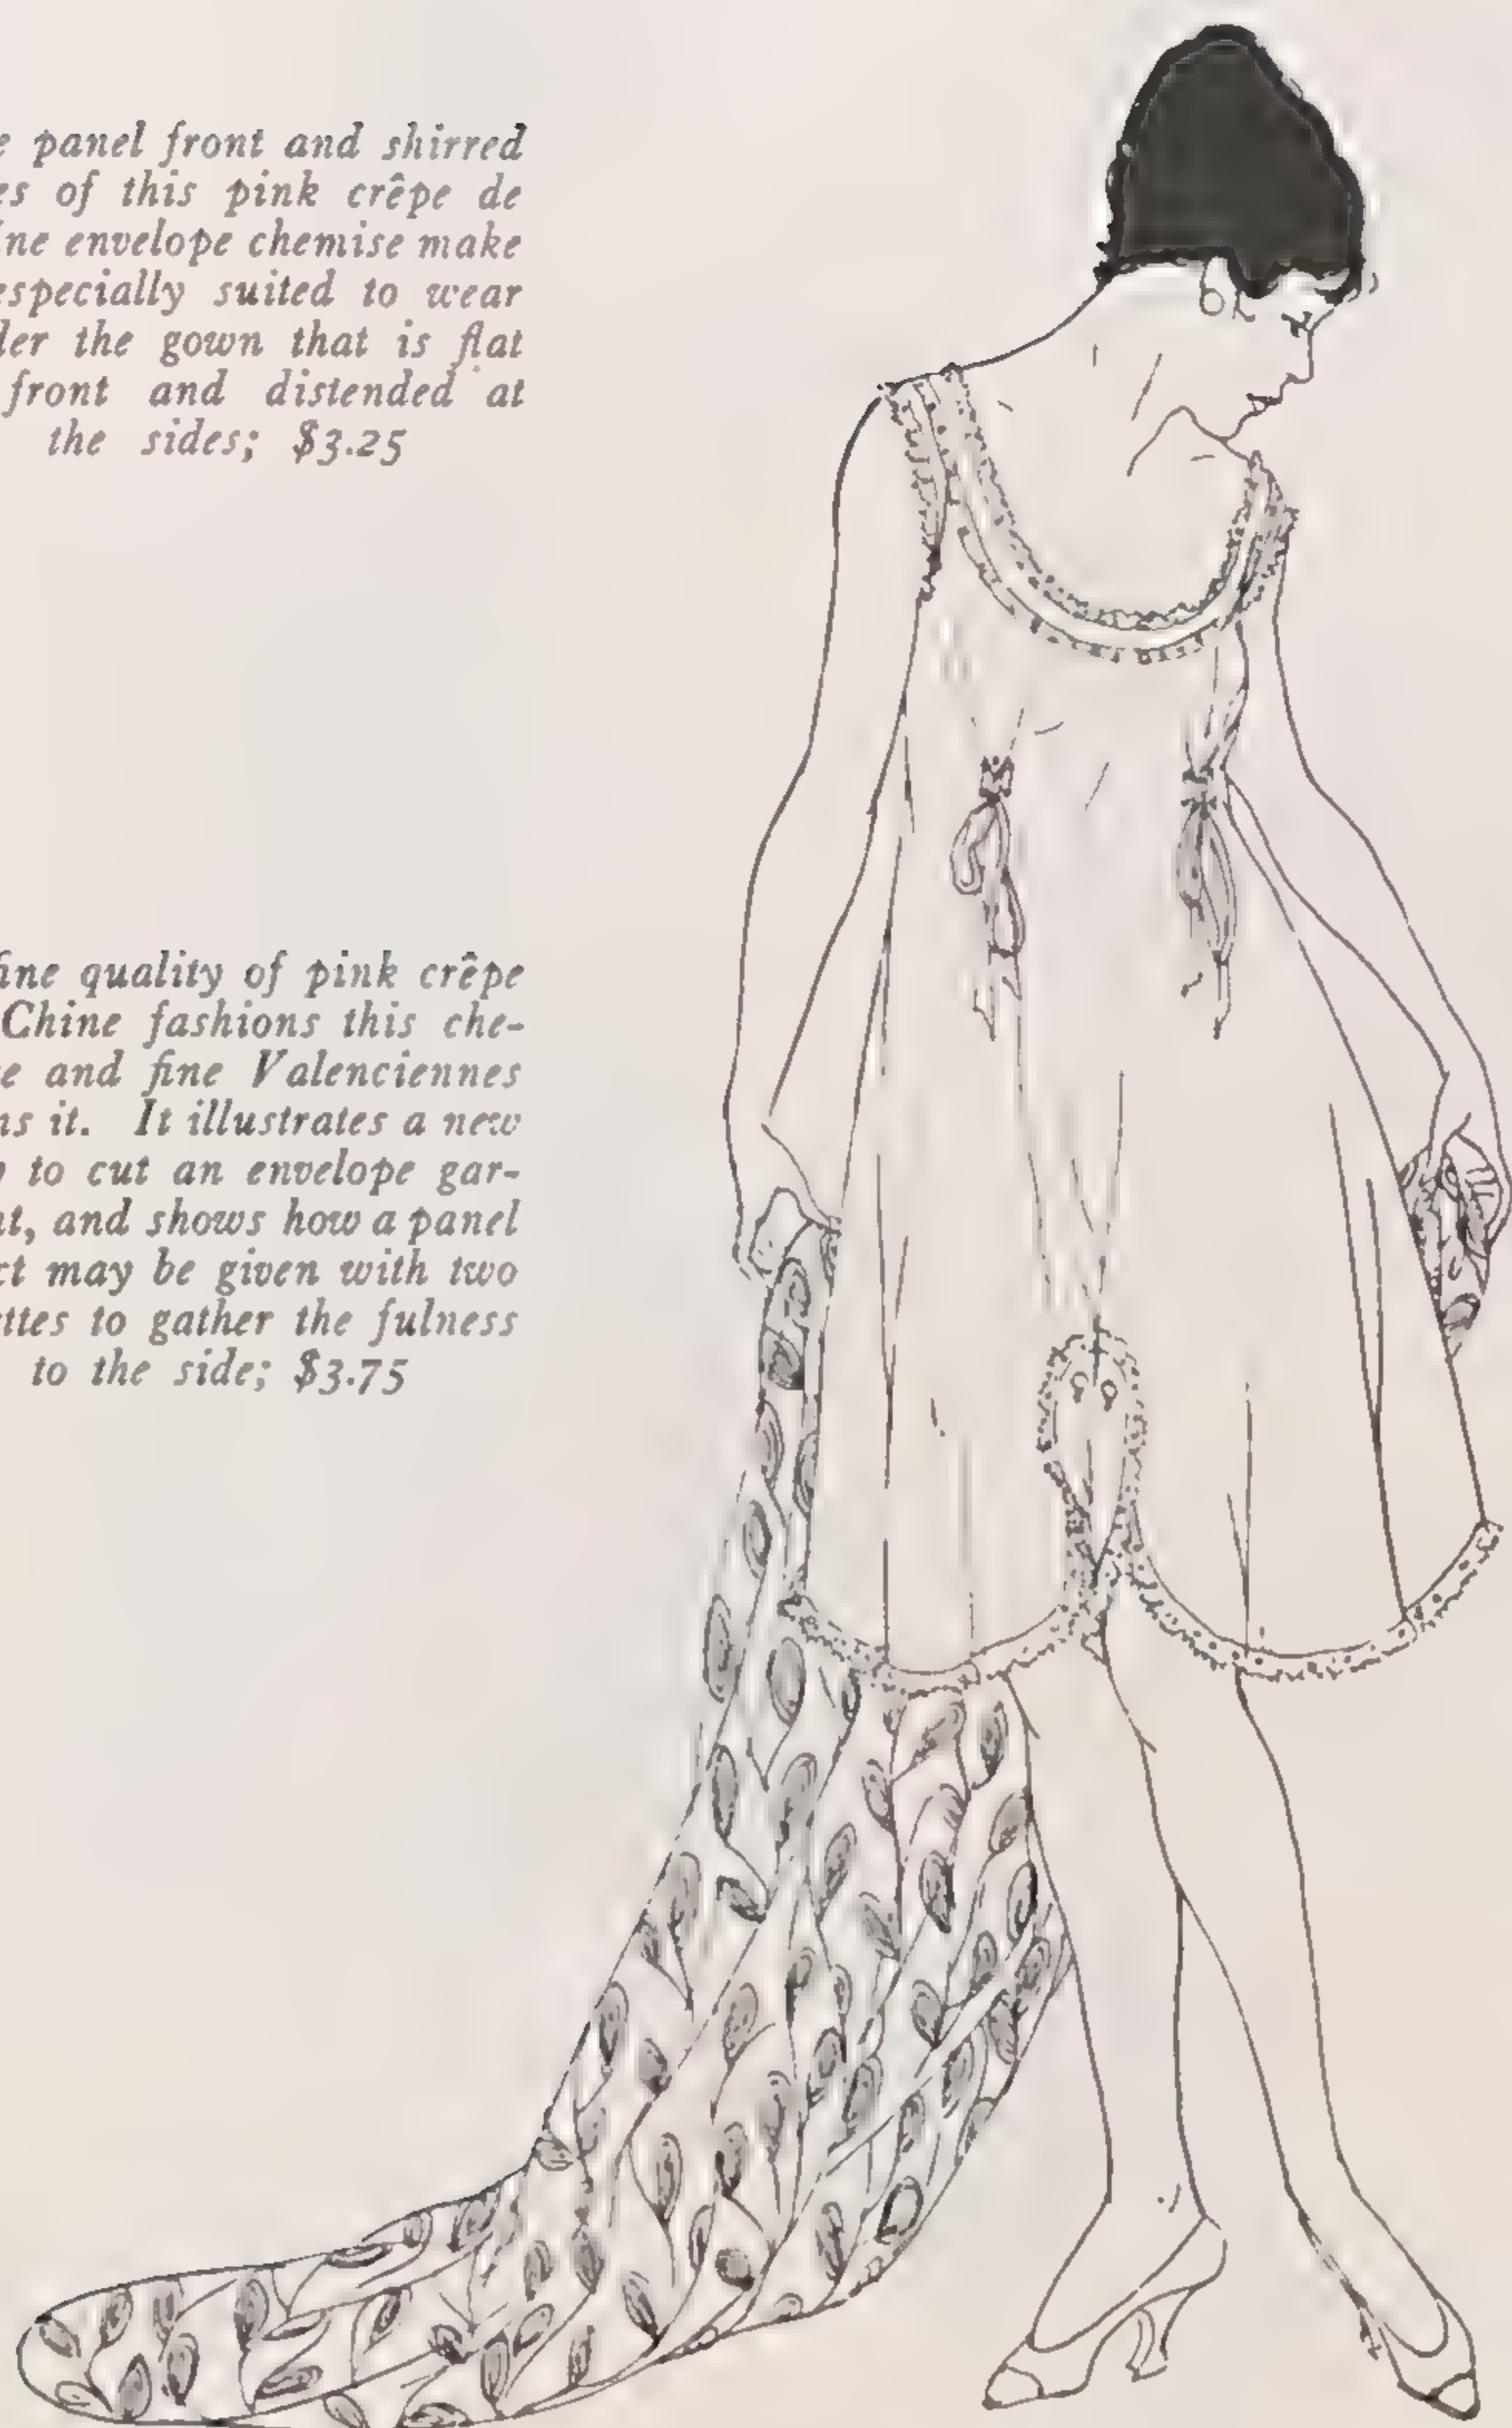 e panel front and shirred
es of this pink crêpe de
ine envelope chemise make
especially suited to wear
der the gown that is flat
front and distended at
the sides; $3.25
fine quality of pink crêpe
Chine fashions this che-
e and fine Valenciennes
ns it. It illustrates a new
y to cut an envelope gar-
nt, and shows how a panel
ct may be given with two
ettes to gather the fulness
to the side; $3.75